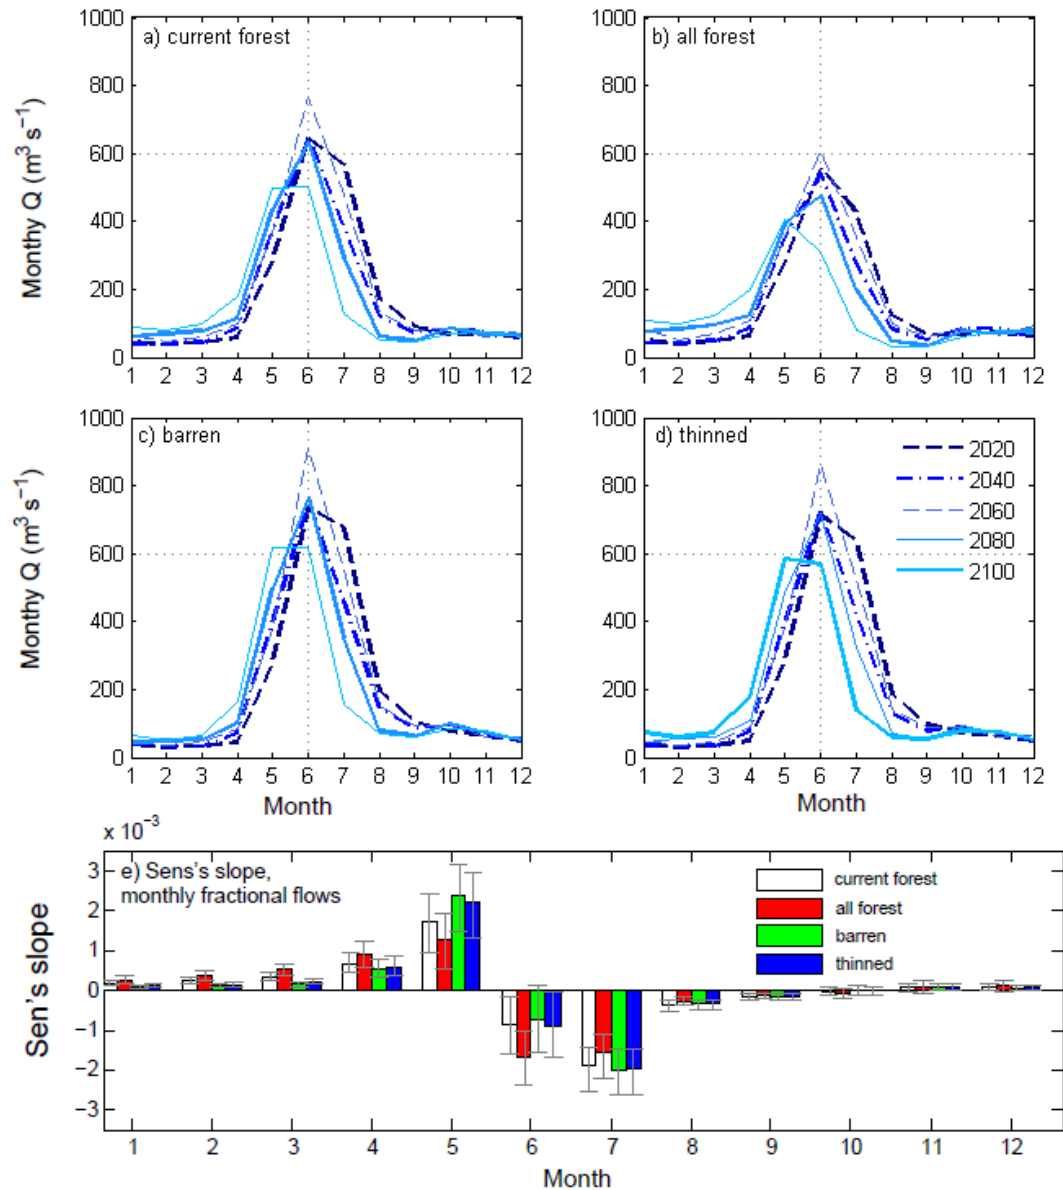 a) current forest
1000
800
600
400
200
0
Monthy Q (m³ s⁻¹)
1 2 3 4 5 6 7 8 9 10 11 12
b) all forest
1000
800
600
400
200
0
1 2 3 4 5 6 7 8 9 10 11 12
c) barren
1000
800
600
400
200
0
Monthy Q (m³ s⁻¹)
1 2 3 4 5 6 7 8 9 10 11 12
Month
d) thinned
1000
800
600
400
200
0
2020
2040
2060
2080
2100
1 2 3 4 5 6 7 8 9 10 11 12
Month
x 10⁻³
e) Sens's slope,
monthly fractional flows
3
2
1
0
−1
−2
−3
Sen's slope
current forest
all forest
barren
thinned
1 2 3 4 5 6 7 8 9 10 11 12
Month